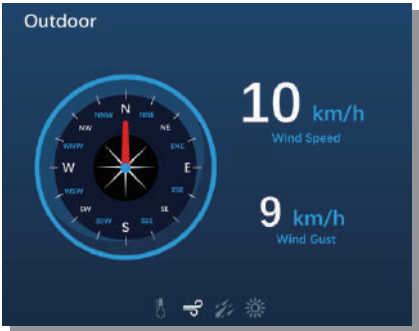 Outdoor
N
NNW
NNE
NW
NE
WNW
ENE
W
E
WSW
ESE
SW
SE
SSW
SSE
S
10 km/h
Wind Speed
9 km/h
Wind Gust